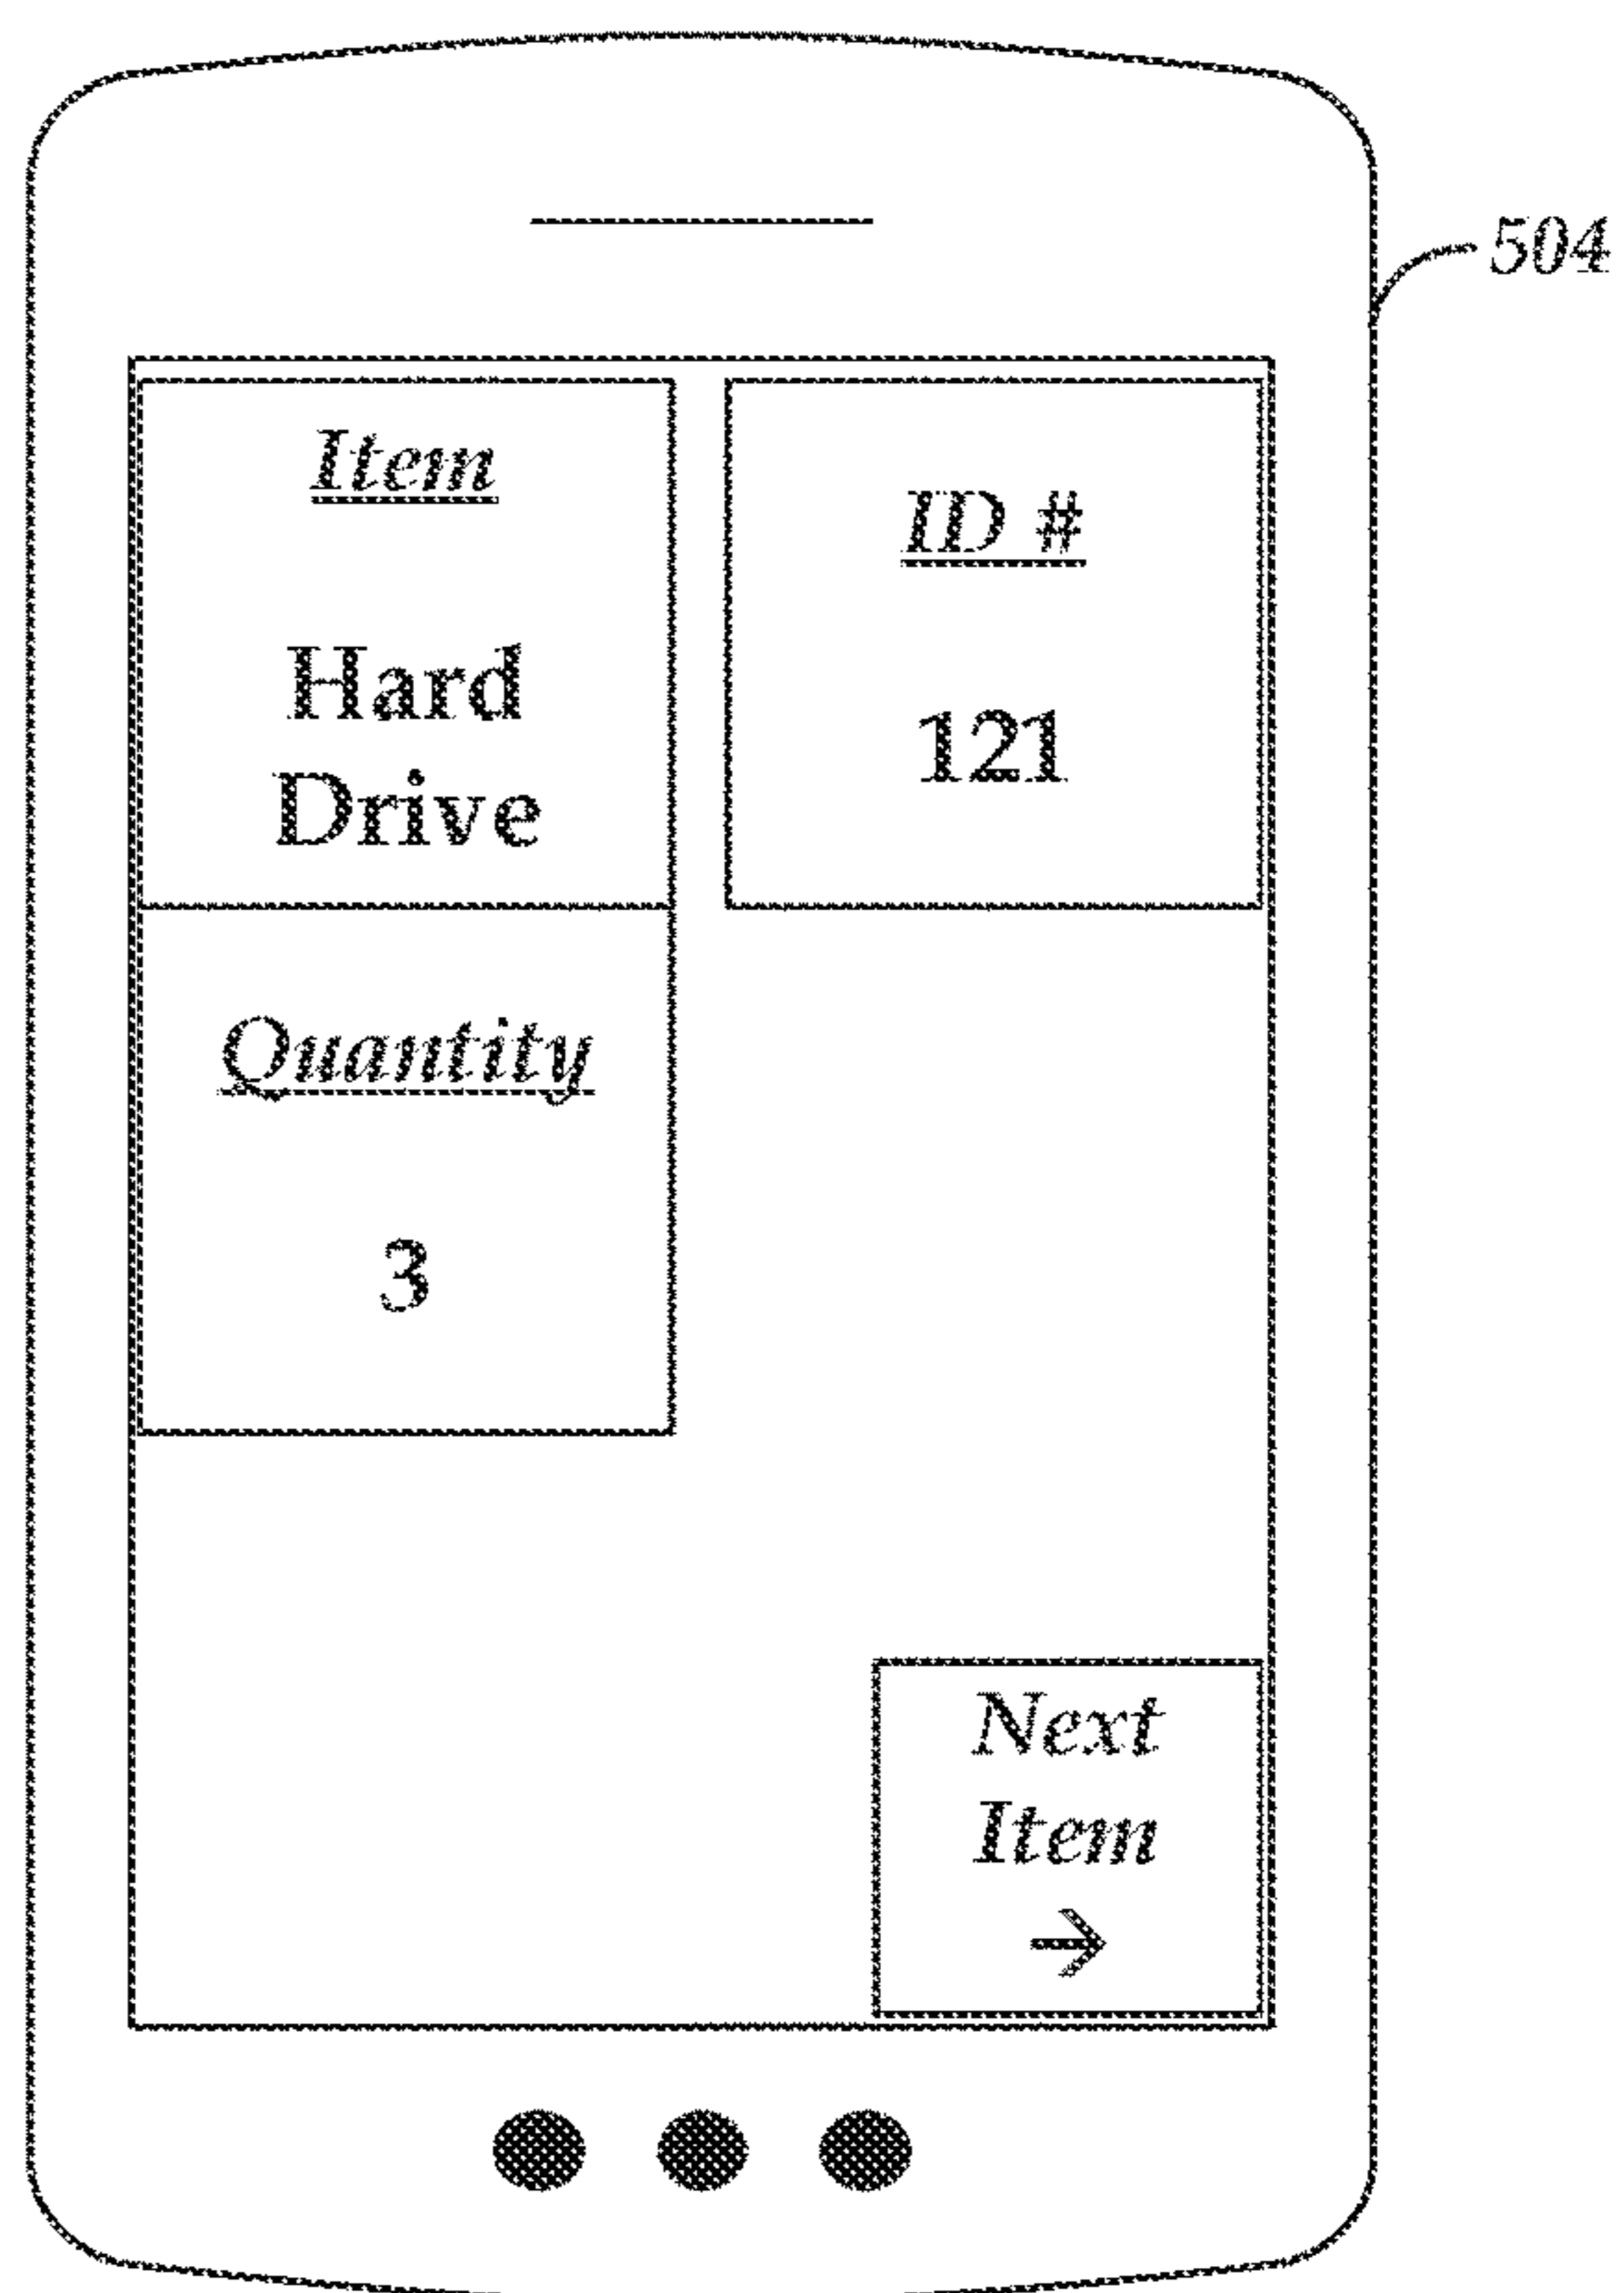 504
Item
Hard
Drive
ID #
121
Quantity
3
Next
Item
→